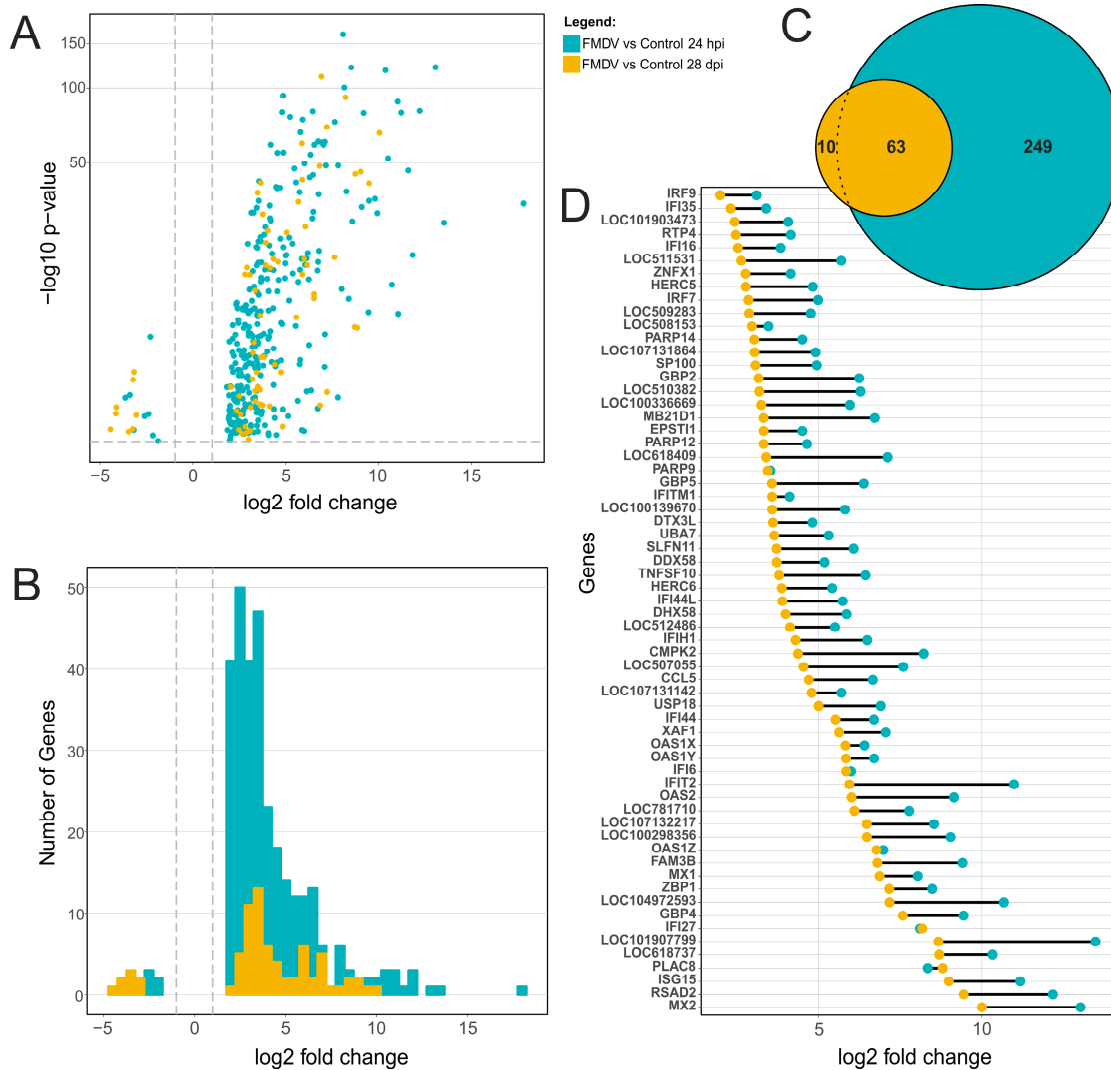 A
150
100
50
−log10 p−value
−5
0
5
10
15
log2 fold change
Legend:
FMDV vs Control 24 hpi
FMDV vs Control 28 dpi
B
50
40
30
20
10
0
Number of Genes
−5
0
5
10
15
log2 fold change
C
10
63
249
D
Genes
IRF9
IFI35
LOC101903473
RTP4
IFI16
LOC511531
ZNFX1
HERC5
IRF7
LOC509283
LOC508153
PARP14
LOC107131864
SP100
GBP2
LOC510382
LOC100336669
MB21D1
EPSTI1
PARP12
LOC618409
PARP9
GBP5
IFITM1
LOC100139670
DTX3L
UBA7
SLFN11
DDX58
TNFSF10
HERC6
IFI44L
DHX58
LOC512486
IFIH1
CMPK2
LOC507055
CCL5
LOC107131142
USP18
IFI44
XAF1
OAS1X
OAS1Y
IFI6
IFIT2
OAS2
LOC781710
LOC107132217
LOC100298356
OAS1Z
FAM3B
MX1
ZBP1
LOC104972593
GBP4
IFI27
LOC101907799
LOC618737
PLAC8
ISG15
RSAD2
MX2
5
10
log2 fold change